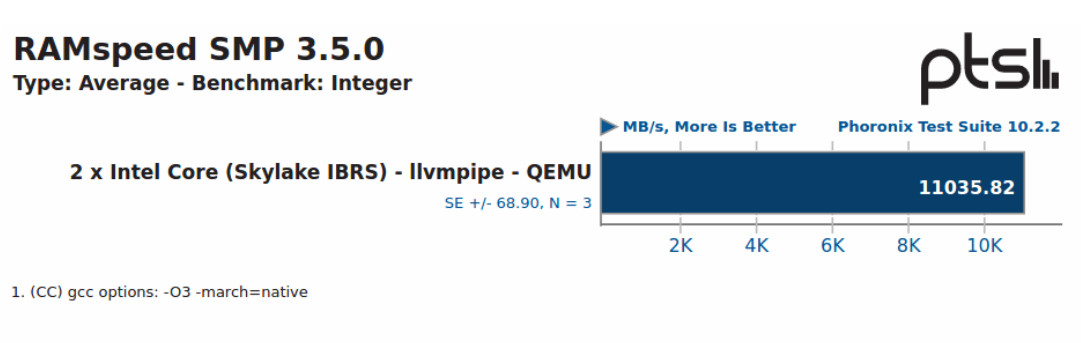 RAMspeed SMP 3.5.0
Type: Average - Benchmark: Integer
ptsl
MB/s, More Is Better
Phoronix Test Suite 10.2.2
2 x Intel Core (Skylake IBRS) - llvmpipe - QEMU
SE +/- 68.90, N = 3
11035.82
2K 4K 6K 8K 10K
1. (CC) gcc options: -O3 -march=native